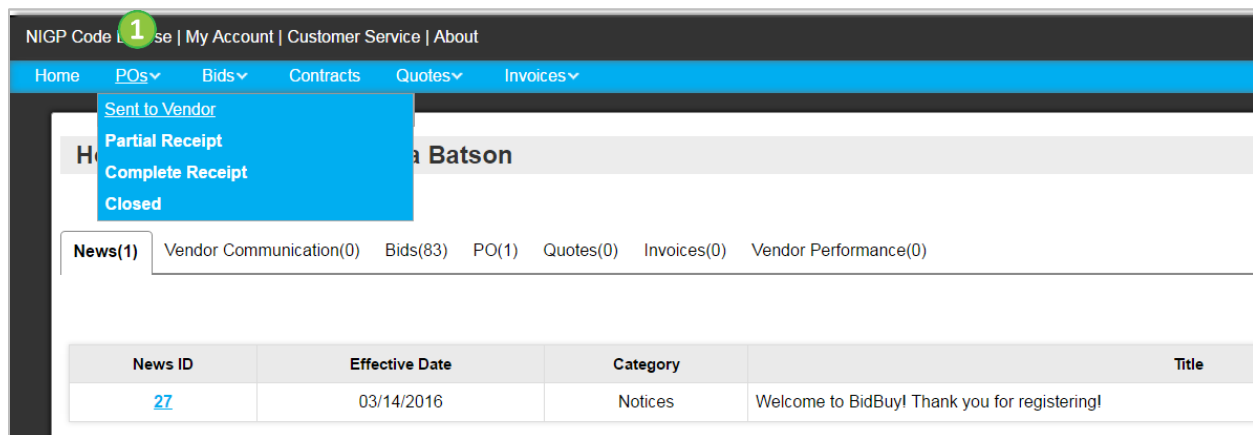 1
NIGP Code se | My Account | Customer Service | About
Home POs Bids Contracts Quotes Invoices
Sent to Vendor
Partial Receipt
Complete Receipt
Closed
Batson
News(1) Vendor Communication(0) Bids(83) PO(1) Quotes(0) Invoices(0) Vendor Performance(0)
News ID Effective Date Category Title
27 03/14/2016 Notices Welcome to BidBuy! Thank you for registering!